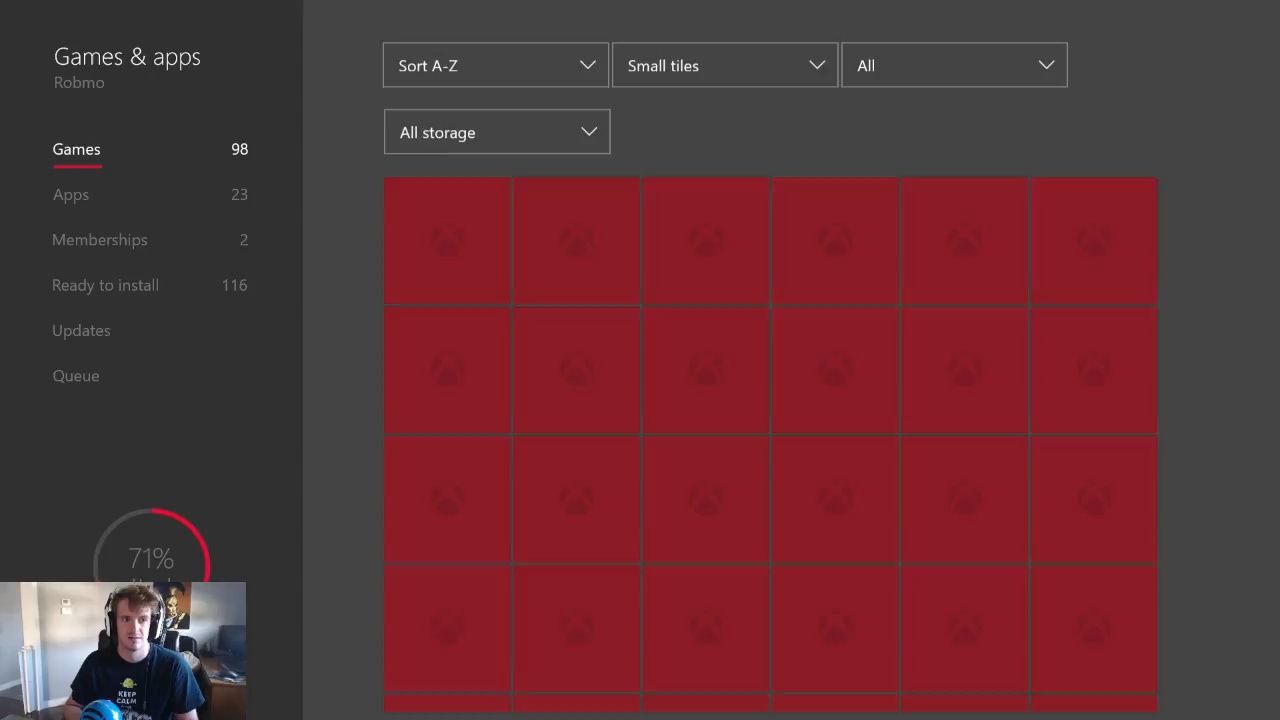 Games & apps
Robmo
Games 98
Apps 23
Memberships 2
Ready to install 116
Updates
Queue
71%
Sort A-Z
Small tiles
All
All storage
KEEP
CALM